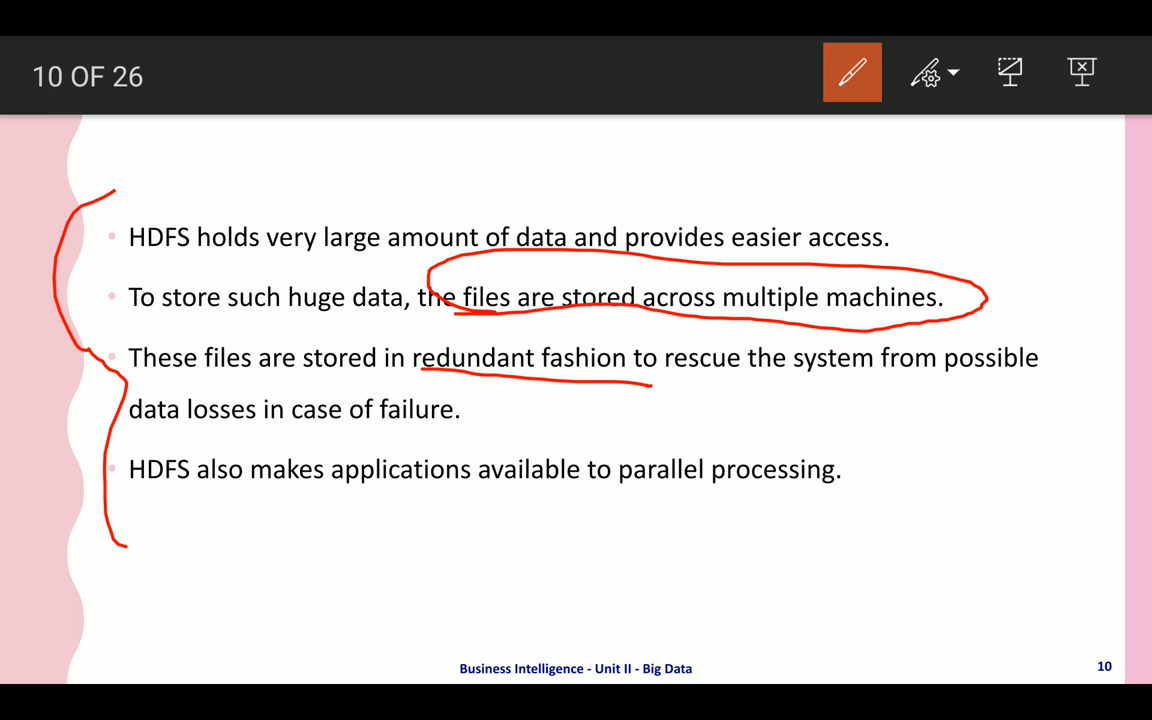 10 OF 26
HDFS holds very large amount of data and provides easier access.
To store such huge data, the files are stored across multiple machines.
These files are stored in redundant fashion to rescue the system from possible
data losses in case of failure.
HDFS also makes applications available to parallel processing.
Business Intelligence - Unit II - Big Data
10